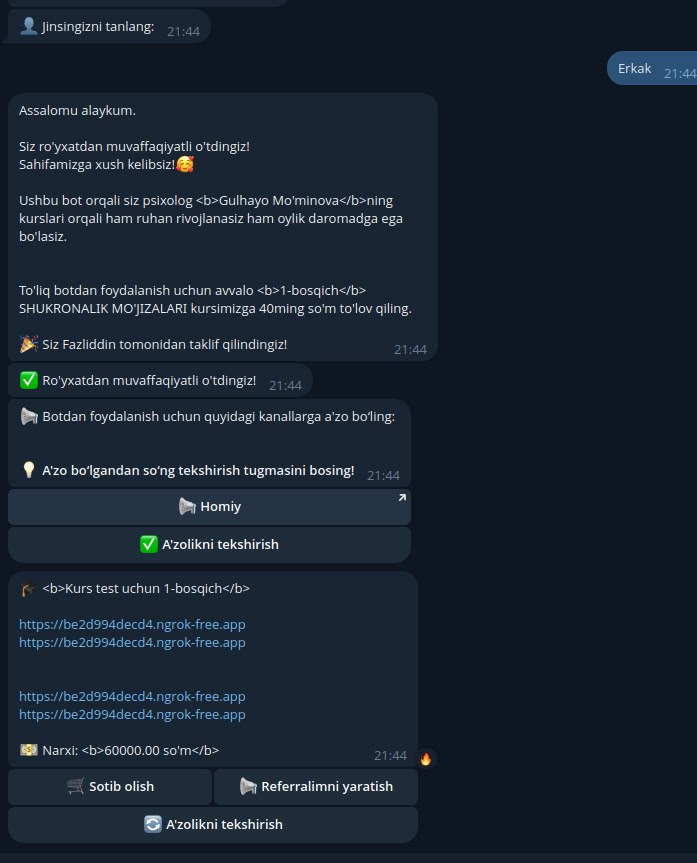 👤 Jinsingizni tanlang: 21:44
Erkak 21:44
Assalomu alaykum.
Siz ro'yxatdan muvaffaqiyatli o'tdingiz!
Sahifamizga xush kelibsiz!🥰
Ushbu bot orqali siz psixolog <b>Gulhayo Mo'minova</b>ning
kurslari orqali ham ruhan rivojlanasiz ham oylik daromadga ega
bo'lasiz.
To'liq botdan foydalanish uchun avvalo <b>1-bosqich</b>
SHUKRONALIK MO'JIZALARI kursimizga 40ming so'm to'lov qiling.
🎉 Siz Fazliddin tomonidan taklif qilindingiz! 21:44
✅ Ro'yxatdan muvaffaqiyatli o'tdingiz! 21:44
📢 Botdan foydalanish uchun quyidagi kanallarga a'zo bo‘ling:
💡 A'zo bo‘lgandan so‘ng tekshirish tugmasini bosing! 21:44
📢 Homiy
✅ A'zolikni tekshirish
🎓 <b>Kurs test uchun 1-bosqich</b>
https://be2d994decd4.ngrok-free.app
https://be2d994decd4.ngrok-free.app
https://be2d994decd4.ngrok-free.app
https://be2d994decd4.ngrok-free.app
💵 Narxi: <b>60000.00 so'm</b> 21:44
🛒 Sotib olish
📢 Referralimni yaratish
🔄 A'zolikni tekshirish